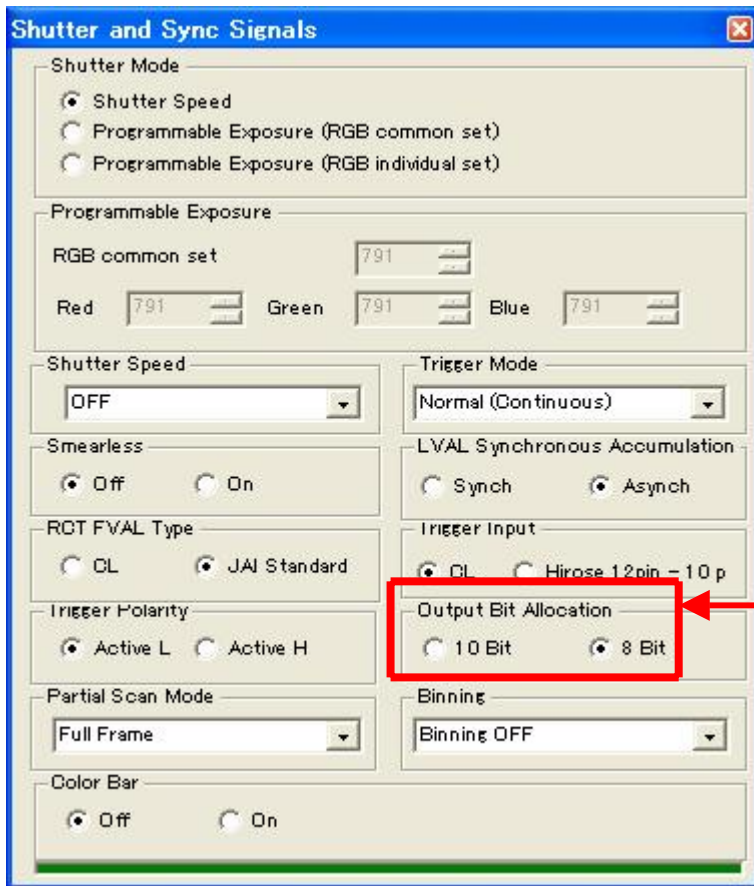 Shutter and Sync Signals
Shutter Mode
Shutter Speed
Programmable Exposure (RGB common set)
Programmable Exposure (RGB individual set)
Programmable Exposure
RGB common set 791
Red 791 Green 791 Blue 791
Shutter Speed Trigger Mode
OFF Normal (Continuous)
Smearless LVAL Synchronous Accumulation
Off On Synch Asynch
RCT FVAL Type Trigger Input
CL JAI Standard CL Hirose 12pin - 10 p
Trigger Polarity Output Bit Allocation
Active L Active H 10 Bit 8 Bit
Partial Scan Mode Binning
Full Frame Binning OFF
Color Bar
Off On